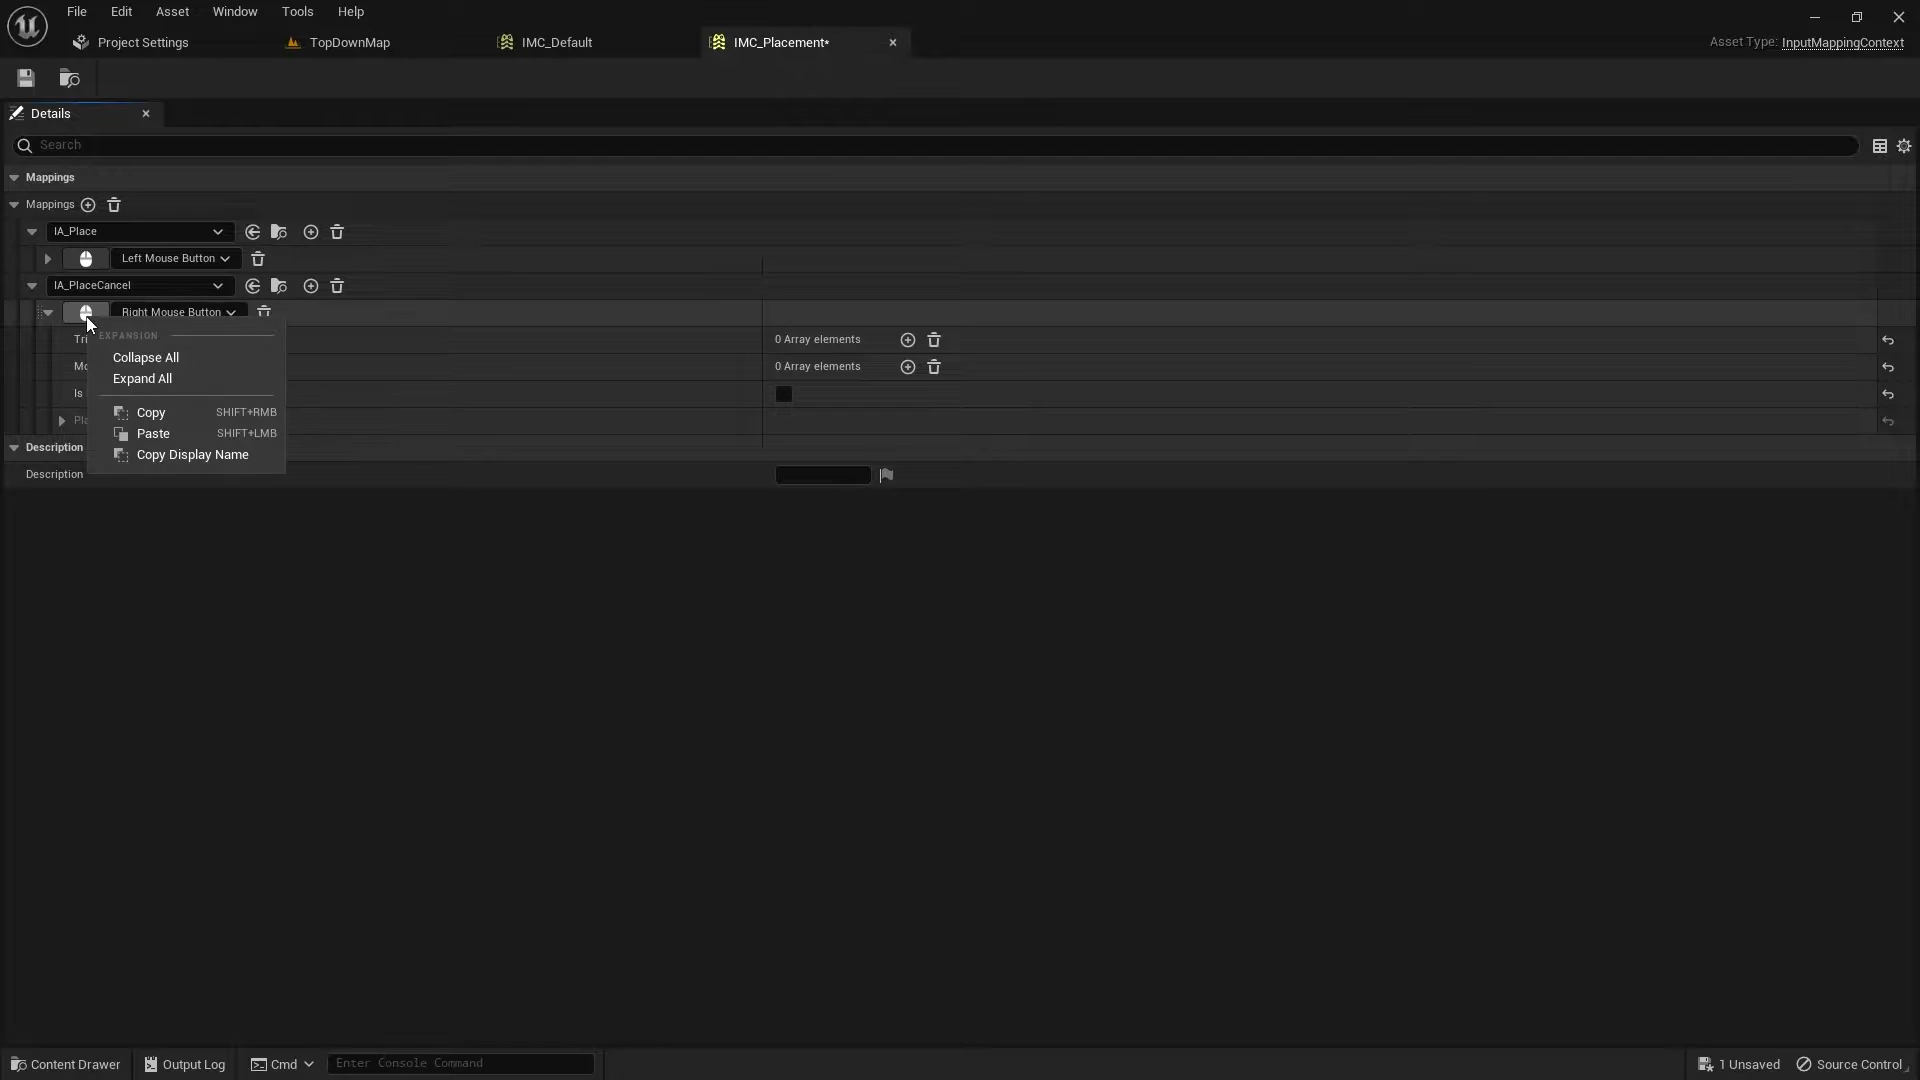 File Edit Asset Window Tools Help
Project Settings TopDownMap IMC_Default IMC_Placement* Asset Type: InputMappingContext
Details
Search
Mappings
Mappings
IA_Place
Left Mouse Button
IA_PlaceCancel
Right Mouse Button
EXPANSION
Tri 0 Array elements
Collapse All
Mo 0 Array elements
Expand All
Is
Copy SHIFT+RMB
Pla
Paste SHIFT+LMB
Description
Copy Display Name
Description
Content Drawer Output Log Cmd Enter Console Command 1 Unsaved Source Control